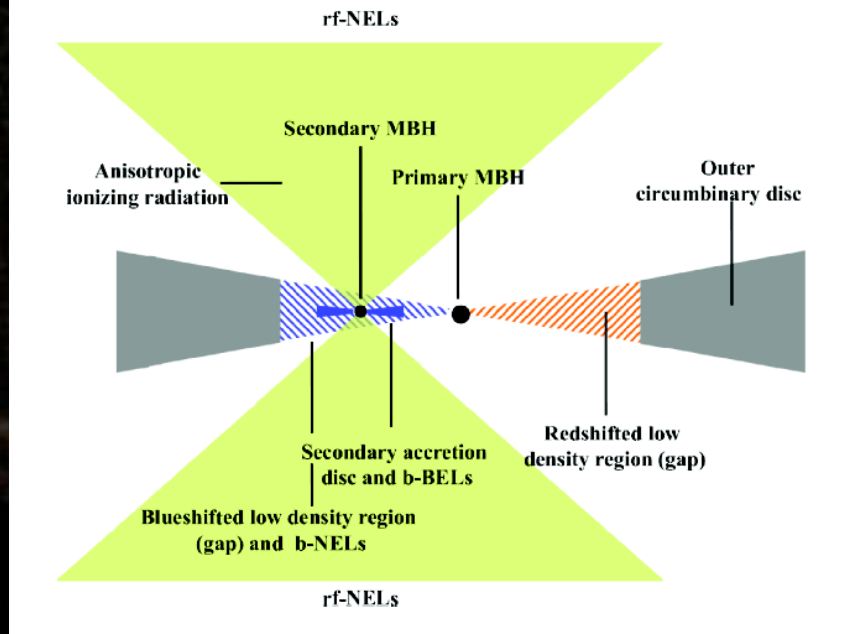 rf-NELs
Secondary MBH
Anisotropic
ionizing radiation
Primary MBH
Outer
circumbinary disc
Redshifted low
density region (gap)
Secondary accretion
disc and b-BELs
Blueshifted low density region
(gap) and b-NELs
rf-NELs